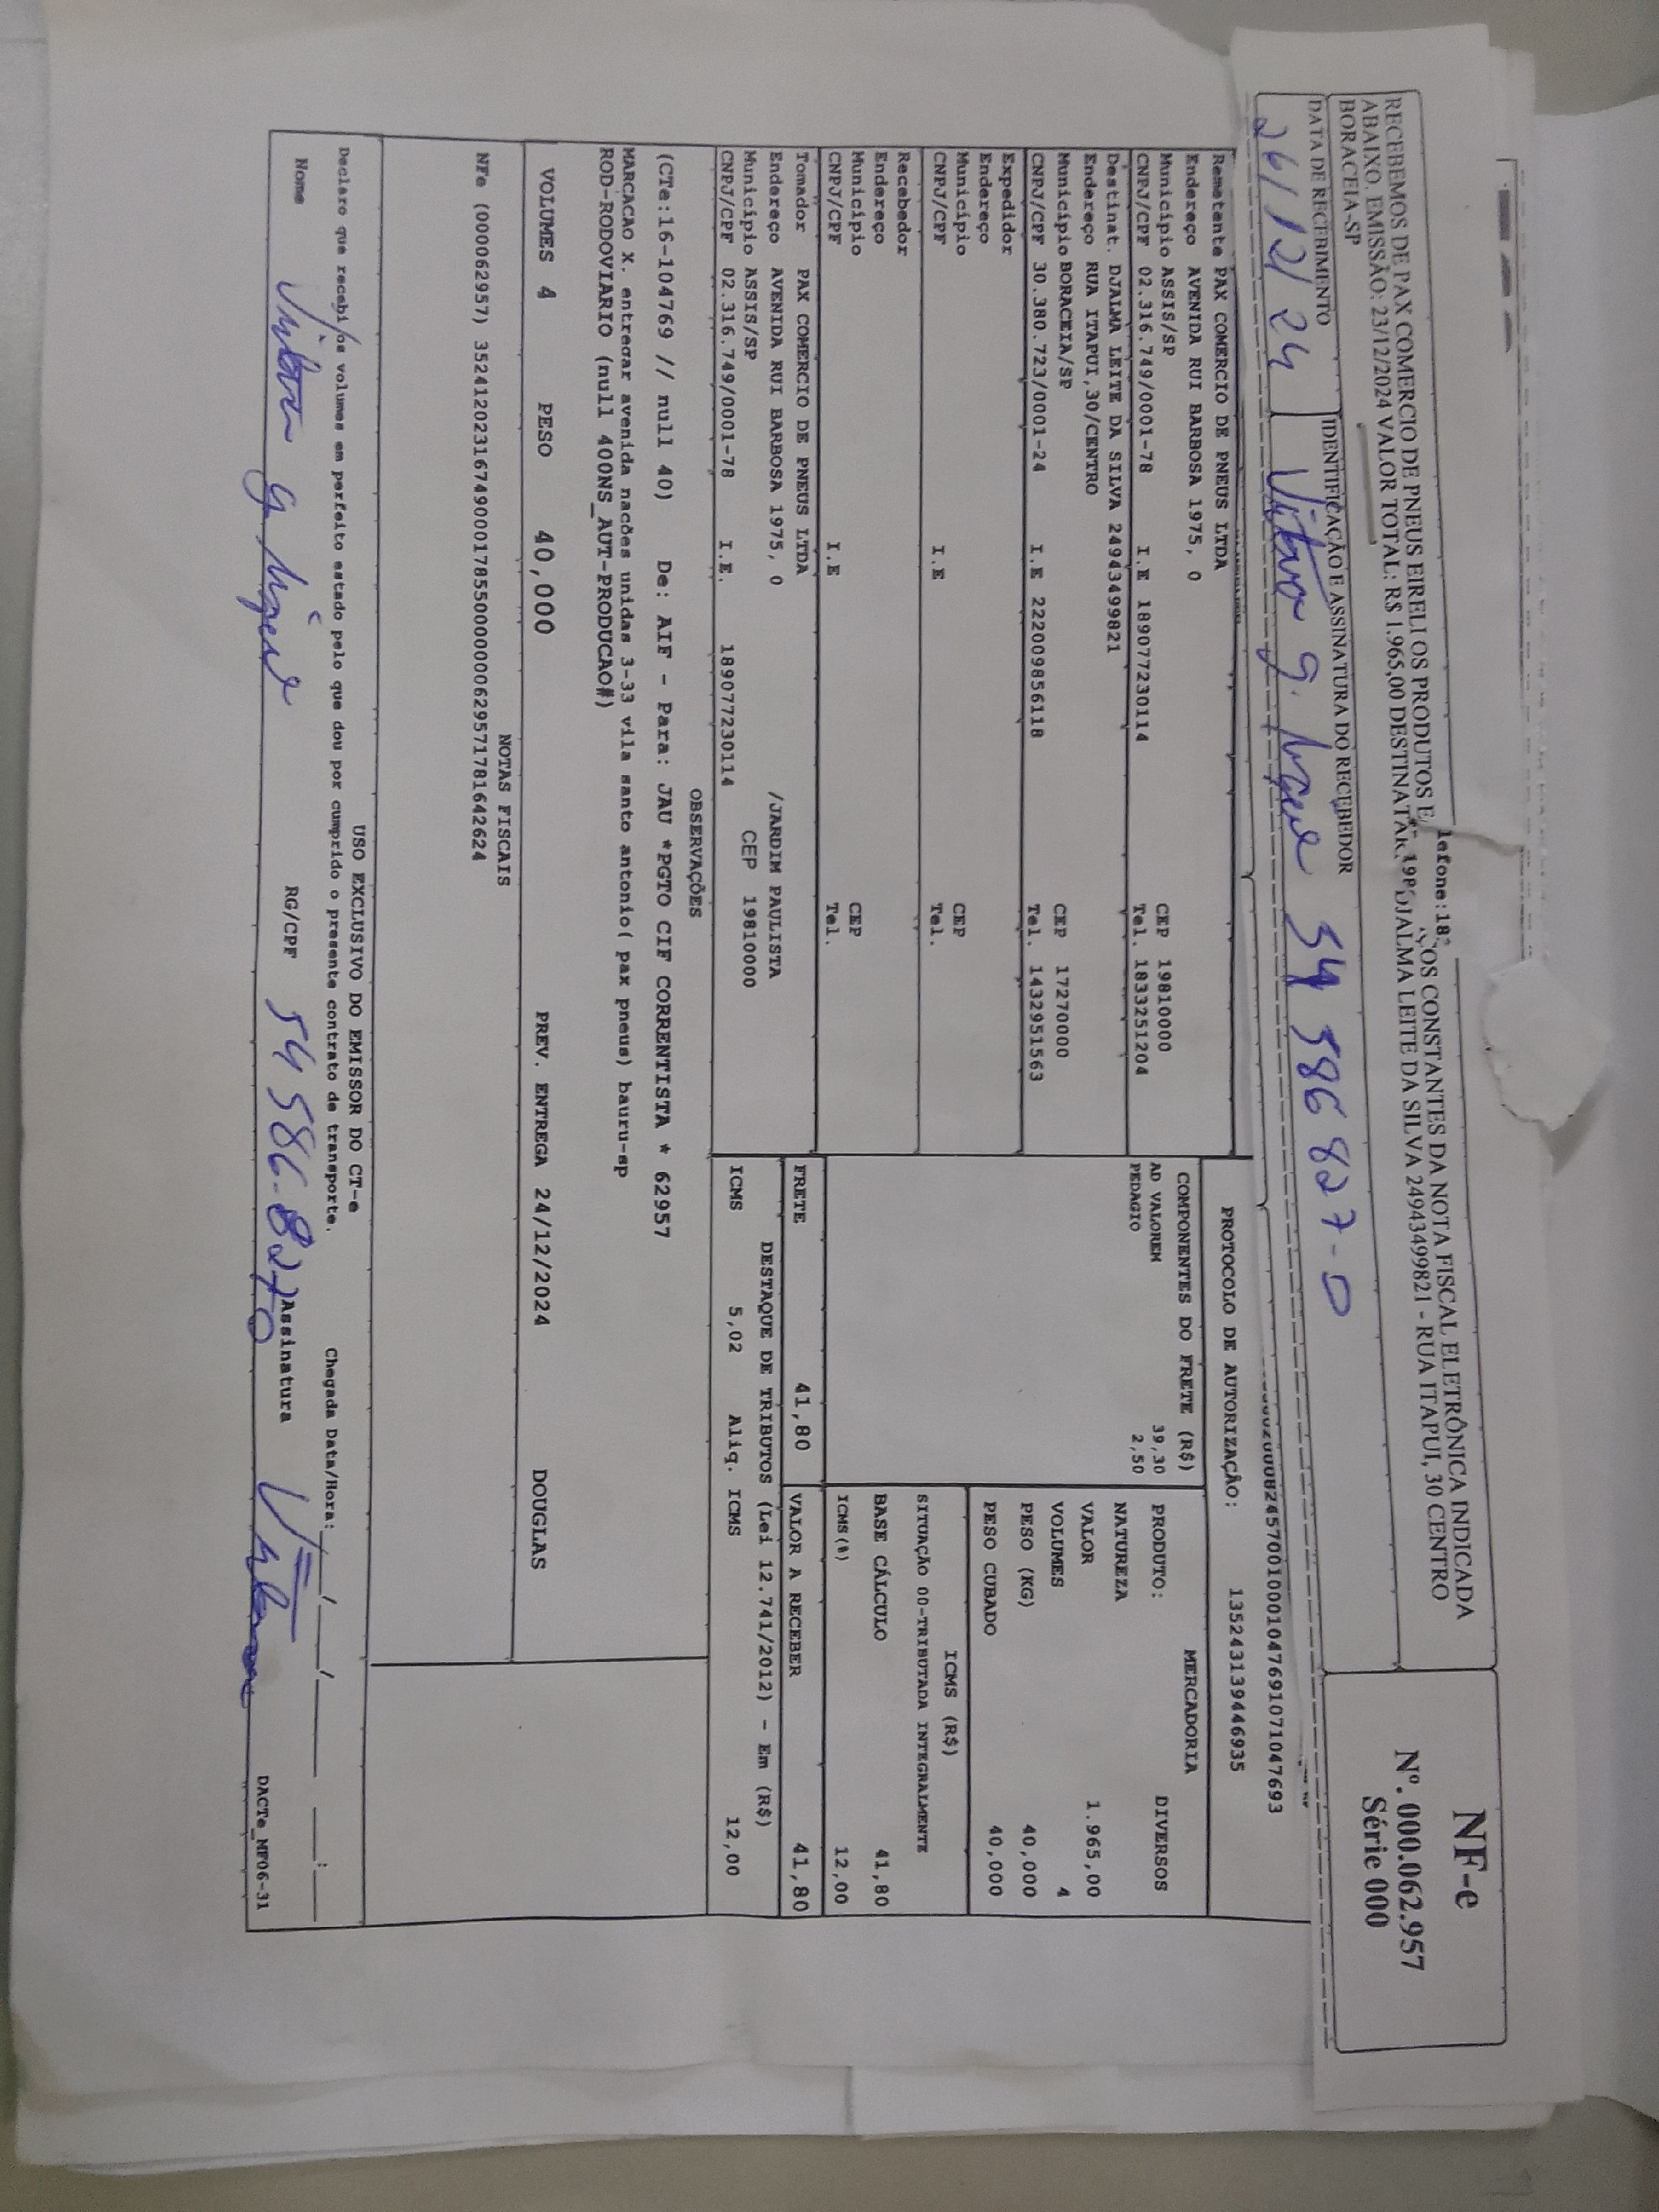 lefone:18
RECEBEMOS DE PAX COMERCIO DE PNEUS EIRELI OS PRODUTOS E OS CONSTANTES DA NOTA FISCAL ELETRÔNICA INDICADA
ABAIXO. EMISSÃO: 23/12/2024 VALOR TOTAL: R$ 1.965,00 DJALMA LEITE DA SILVA 24943499821 - RUA ITAPUI, 30 CENTRO
BORACEIA-SP
NF-e
Nº. 000.062.957
Série 000
DATA DE RECEBIMENTO IDENTIFICAÇÃO E ASSINATURA DO RECEBEDOR
26/12/24 Vitor G. 54 586 827-0
PROTOCOLO DE AUTORIZAÇÃO: 135243139446935
Remetente PAX COMERCIO DE PNEUS LTDA
Endereço AVENIDA RUI BARBOSA 1975, 0
Município ASSIS/SP CEP 19810000
CNPJ/CPF 02.316.749/0001-78 I.E 189077230114 Tel. 1833251204
Destinat. DJALMA LEITE DA SILVA 24943499821
Endereço RUA ITAPUI,30/CENTRO
Município BORACEIA/SP CEP 17270000
CNPJ/CPF 30.380.723/0001-24 I.E 222009856118 Tel. 1432951563
Expedidor
Endereço
Município CEP
CNPJ/CPF I.E Tel.
Recebedor
Endereço
Município CEP
CNPJ/CPF I.E Tel.
Tomador PAX COMERCIO DE PNEUS LTDA
Endereço AVENIDA RUI BARBOSA 1975, 0 /JARDIM PAULISTA
Município ASSIS/SP CEP 19810000
CNPJ/CPF 02.316.749/0001-78 I.E. 189077230114
COMPONENTES DO FRETE (R$)
AD VALOREM 39,30
PEDAGIO 2,50
MERCADORIA
PRODUTO: DIVERSOS
NATUREZA
VALOR 1.965,00
VOLUMES 4
PESO (KG) 40,000
PESO CUBADO 40,000
ICMS (R$)
SITUAÇÃO 00-TRIBUTADA INTEGRALMENTE
BASE CÁLCULO 41,80
ICMS(%) 12,00
FRETE 41,80 VALOR A RECEBER 41,80
DESTAQUE DE TRIBUTOS (Lei 12.741/2012) - Em (R$)
ICMS 5,02 Aliq. ICMS 12,00
OBSERVAÇÕES
(CTe:16-104769 // null 40) De: AIF - Para: JAU *PGTO CIF CORRENTISTA * 62957
MARCACAO X. entregar avenida nações unidas 3-33 vila santo antonio( pax pneus) bauru-sp
ROD-RODOVIARIO (null 400NS_AUT-PRODUCAO#)
VOLUMES 4 PESO 40,000 PREV. ENTREGA 24/12/2024 DOUGLAS
NOTAS FISCAIS
NFe (000062957) 35241202316749000178550000000629571781642624
USO EXCLUSIVO DO EMISSOR DO CT-e
Declaro que recebi os volumes em perfeito estado pelo que dou por cumprido o presente contrato de transporte. Chegada Data/Hora: __/__/____ __:__
Nome Vitor G RG/CPF 54 586.827-0 Assinatura Vitor
DACTe_MF06-31